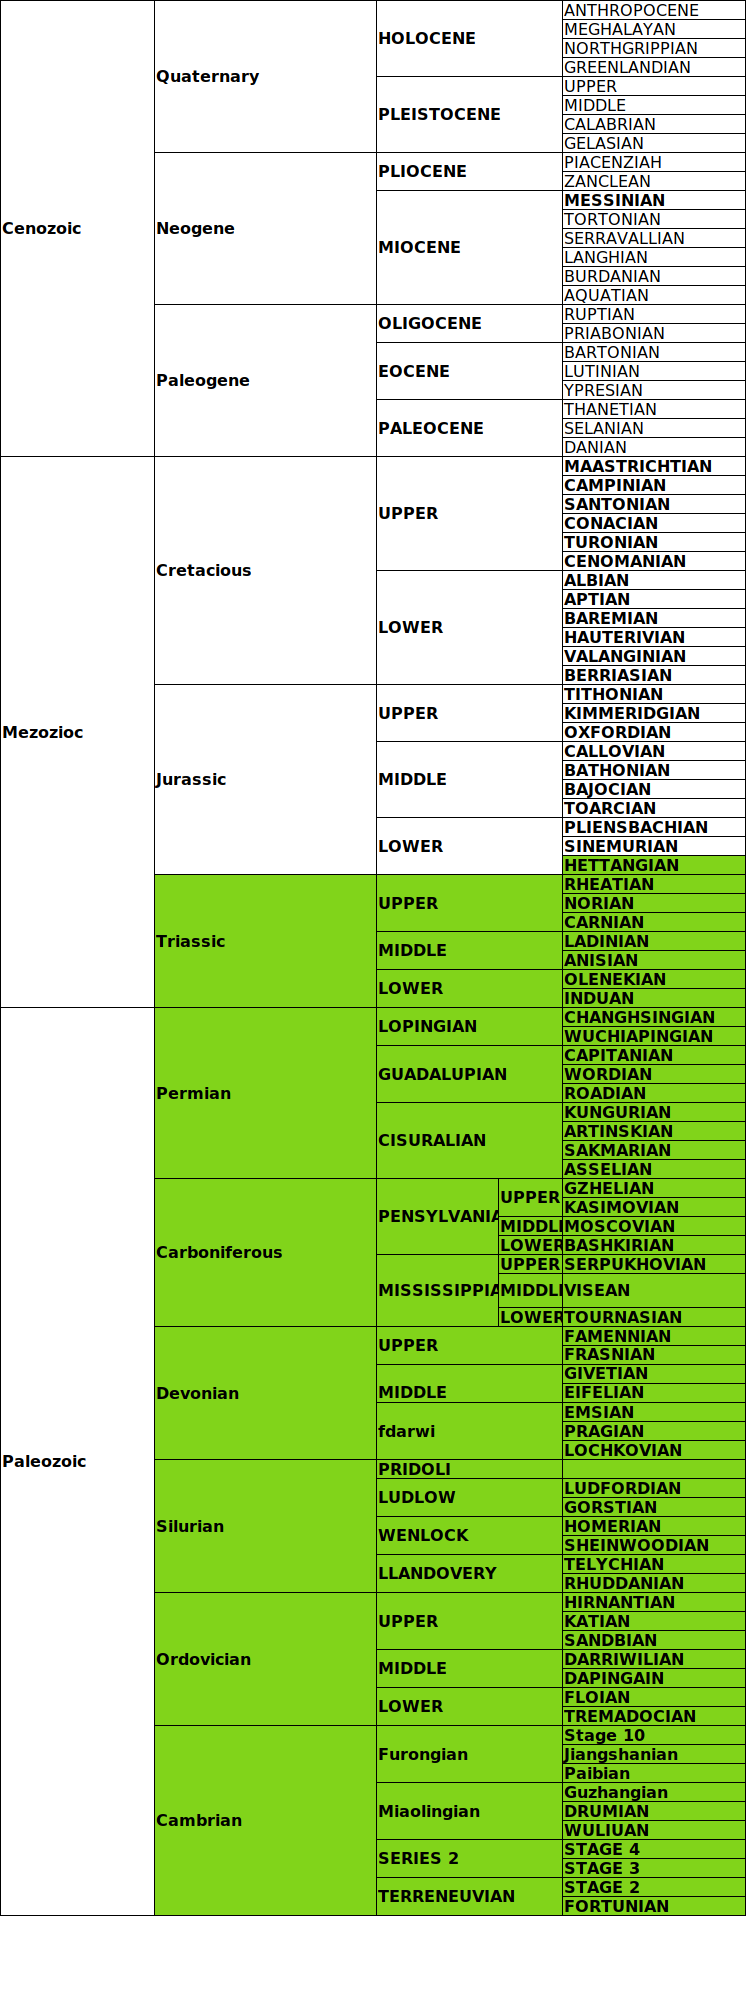 Cenozoic
Quaternary
HOLOCENE
ANTHROPOCENE
MEGHALAYAN
NORTHGRIPPIAN
GREENLANDIAN
PLEISTOCENE
UPPER
MIDDLE
CALABRIAN
GELASIAN
Neogene
PLIOCENE
PIACENZIAH
ZANCLEAN
MIOCENE
MESSINIAN
TORTONIAN
SERRAVALLIAN
LANGHIAN
BURDANIAN
AQUATIAN
Paleogene
OLIGOCENE
RUPTIAN
PRIABONIAN
EOCENE
BARTONIAN
LUTINIAN
YPRESIAN
PALEOCENE
THANETIAN
SELANIAN
DANIAN
Mezozioc
Cretacious
UPPER
MAASTRICHTIAN
CAMPINIAN
SANTONIAN
CONACIAN
TURONIAN
CENOMANIAN
LOWER
ALBIAN
APTIAN
BAREMIAN
HAUTERIVIAN
VALANGINIAN
BERRIASIAN
Jurassic
UPPER
TITHONIAN
KIMMERIDGIAN
OXFORDIAN
MIDDLE
CALLOVIAN
BATHONIAN
BAJOCIAN
TOARCIAN
LOWER
PLIENSBACHIAN
SINEMURIAN
HETTANGIAN
Triassic
UPPER
RHEATIAN
NORIAN
CARNIAN
MIDDLE
LADINIAN
ANISIAN
LOWER
OLENEKIAN
INDUAN
Paleozoic
Permian
LOPINGIAN
CHANGHSINGIAN
WUCHIAPINGIAN
GUADALUPIAN
CAPITANIAN
WORDIAN
ROADIAN
CISURALIAN
KUNGURIAN
ARTINSKIAN
SAKMARIAN
ASSELIAN
Carboniferous
PENSYLVANIA
UPPER
GZHELIAN
KASIMOVIAN
MIDDLE
MOSCOVIAN
LOWER
BASHKIRIAN
MISSISSIPPIA
UPPER
SERPUKHOVIAN
MIDDLE
VISEAN
LOWER
TOURNASIAN
Devonian
UPPER
FAMENNIAN
FRASNIAN
MIDDLE
GIVETIAN
EIFELIAN
fdarwi
EMSIAN
PRAGIAN
LOCHKOVIAN
Silurian
PRIDOLI
LUDLOW
LUDFORDIAN
GORSTIAN
WENLOCK
HOMERIAN
SHEINWOODIAN
LLANDOVERY
TELYCHIAN
RHUDDANIAN
Ordovician
UPPER
HIRNANTIAN
KATIAN
SANDBIAN
MIDDLE
DARRIWILIAN
DAPINGAIN
LOWER
FLOIAN
TREMADOCIAN
Cambrian
Furongian
Stage 10
Jiangshanian
Paibian
Miaolingian
Guzhangian
DRUMIAN
WULIUAN
SERIES 2
STAGE 4
STAGE 3
TERRENEUVIAN
STAGE 2
FORTUNIAN